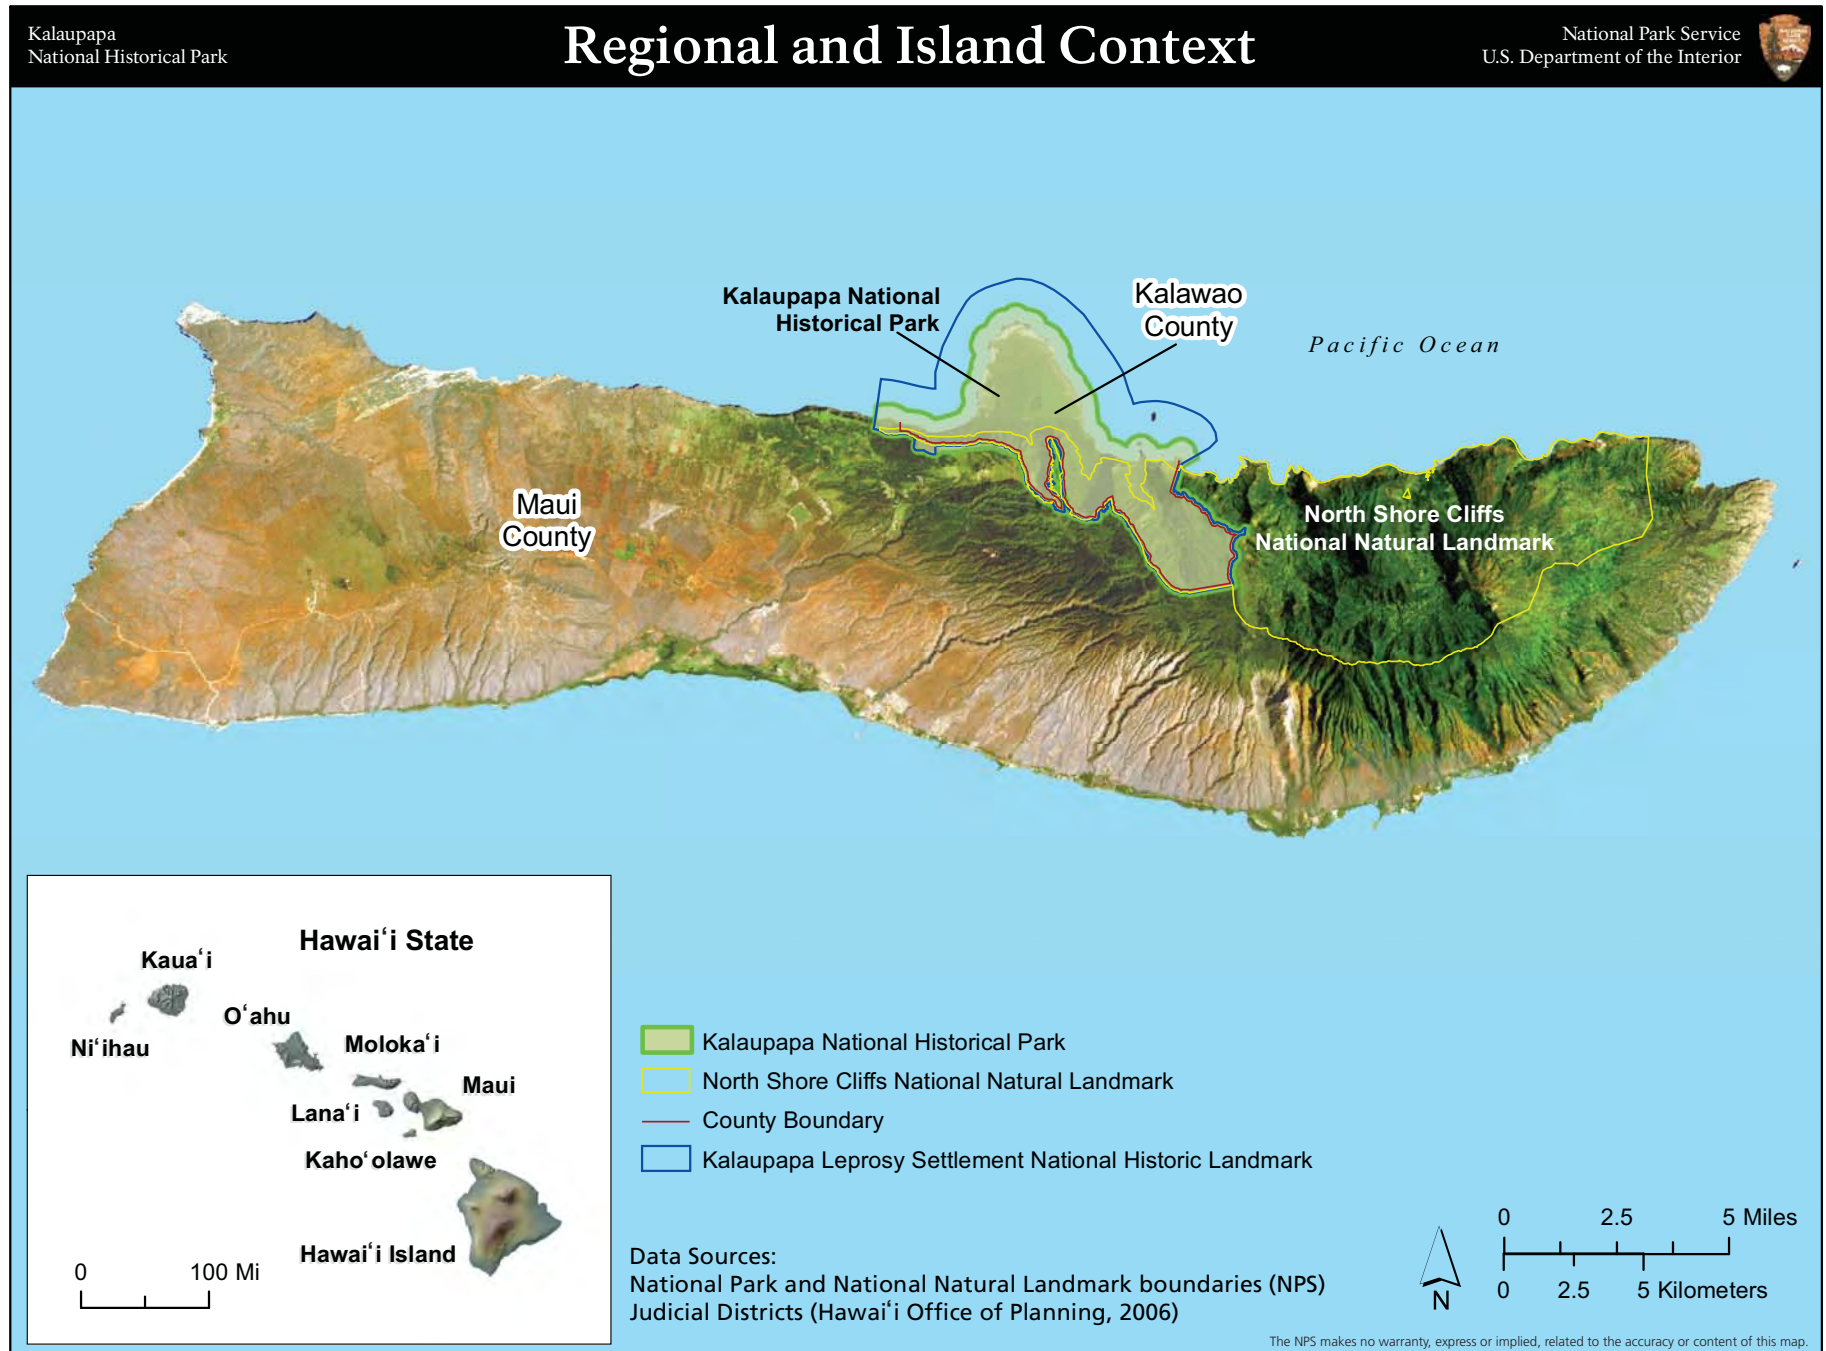 Kalaupapa
National Historical Park
Regional and Island Context
National Park Service
U.S. Department of the Interior
Kalaupapa National
Historical Park
Kalawao
County
Pacific Ocean
Maui
County
North Shore Cliffs
National Natural Landmark
Hawaiʻi State
Kauaʻi
Oʻahu
Niʻihau
Molokaʻi
Maui
Lanaʻi
Kahoʻolawe
Hawaiʻi Island
0 100 Mi
Kalaupapa National Historical Park
North Shore Cliffs National Natural Landmark
County Boundary
Kalaupapa Leprosy Settlement National Historic Landmark
Data Sources:
National Park and National Natural Landmark boundaries (NPS)
Judicial Districts (Hawaiʻi Office of Planning, 2006)
N
0 2.5 5 Miles
0 2.5 5 Kilometers
The NPS makes no warranty, express or implied, related to the accuracy or content of this map.